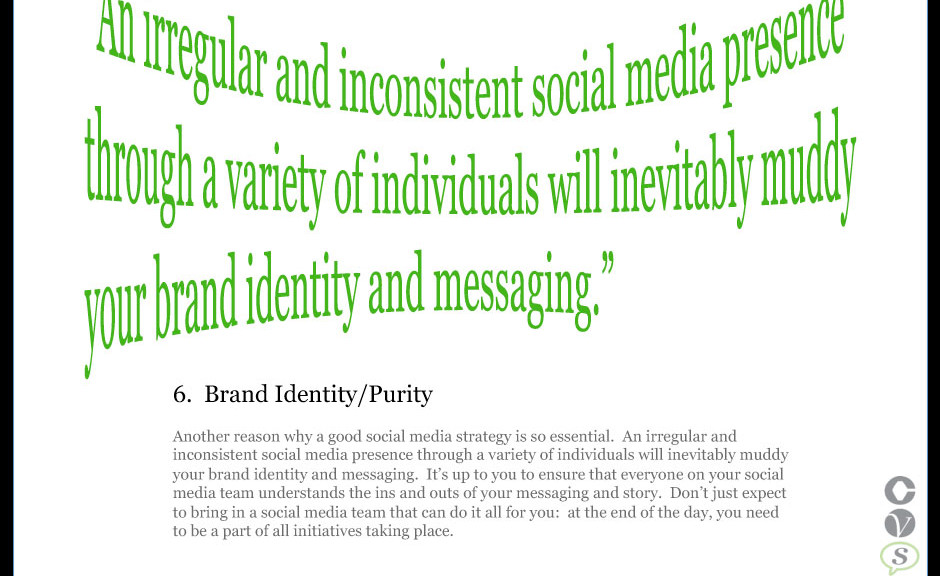 An irregular and inconsistent social media presence
through a variety of individuals will inevitably muddy
your brand identity and messaging.”
6. Brand Identity/Purity
Another reason why a good social media strategy is so essential. An irregular and
inconsistent social media presence through a variety of individuals will inevitably muddy
your brand identity and messaging. It’s up to you to ensure that everyone on your social
media team understands the ins and outs of your messaging and story. Don’t just expect
to bring in a social media team that can do it all for you: at the end of the day, you need
to be a part of all initiatives taking place.
C
V
S